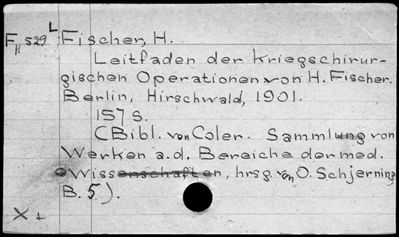 F H 529 L Fischer, H.
Leitfaden der Kriegschirur-
gischen Operationen von H. Fischer.
Berlin, Hirschwald, 1901.
157 S.
(Bibl. von Coler. Sammlung von
Werken a.d. Bereiche der med.
Wissenschaften, hrsg. von O. Schjerning
B. 5).
X +